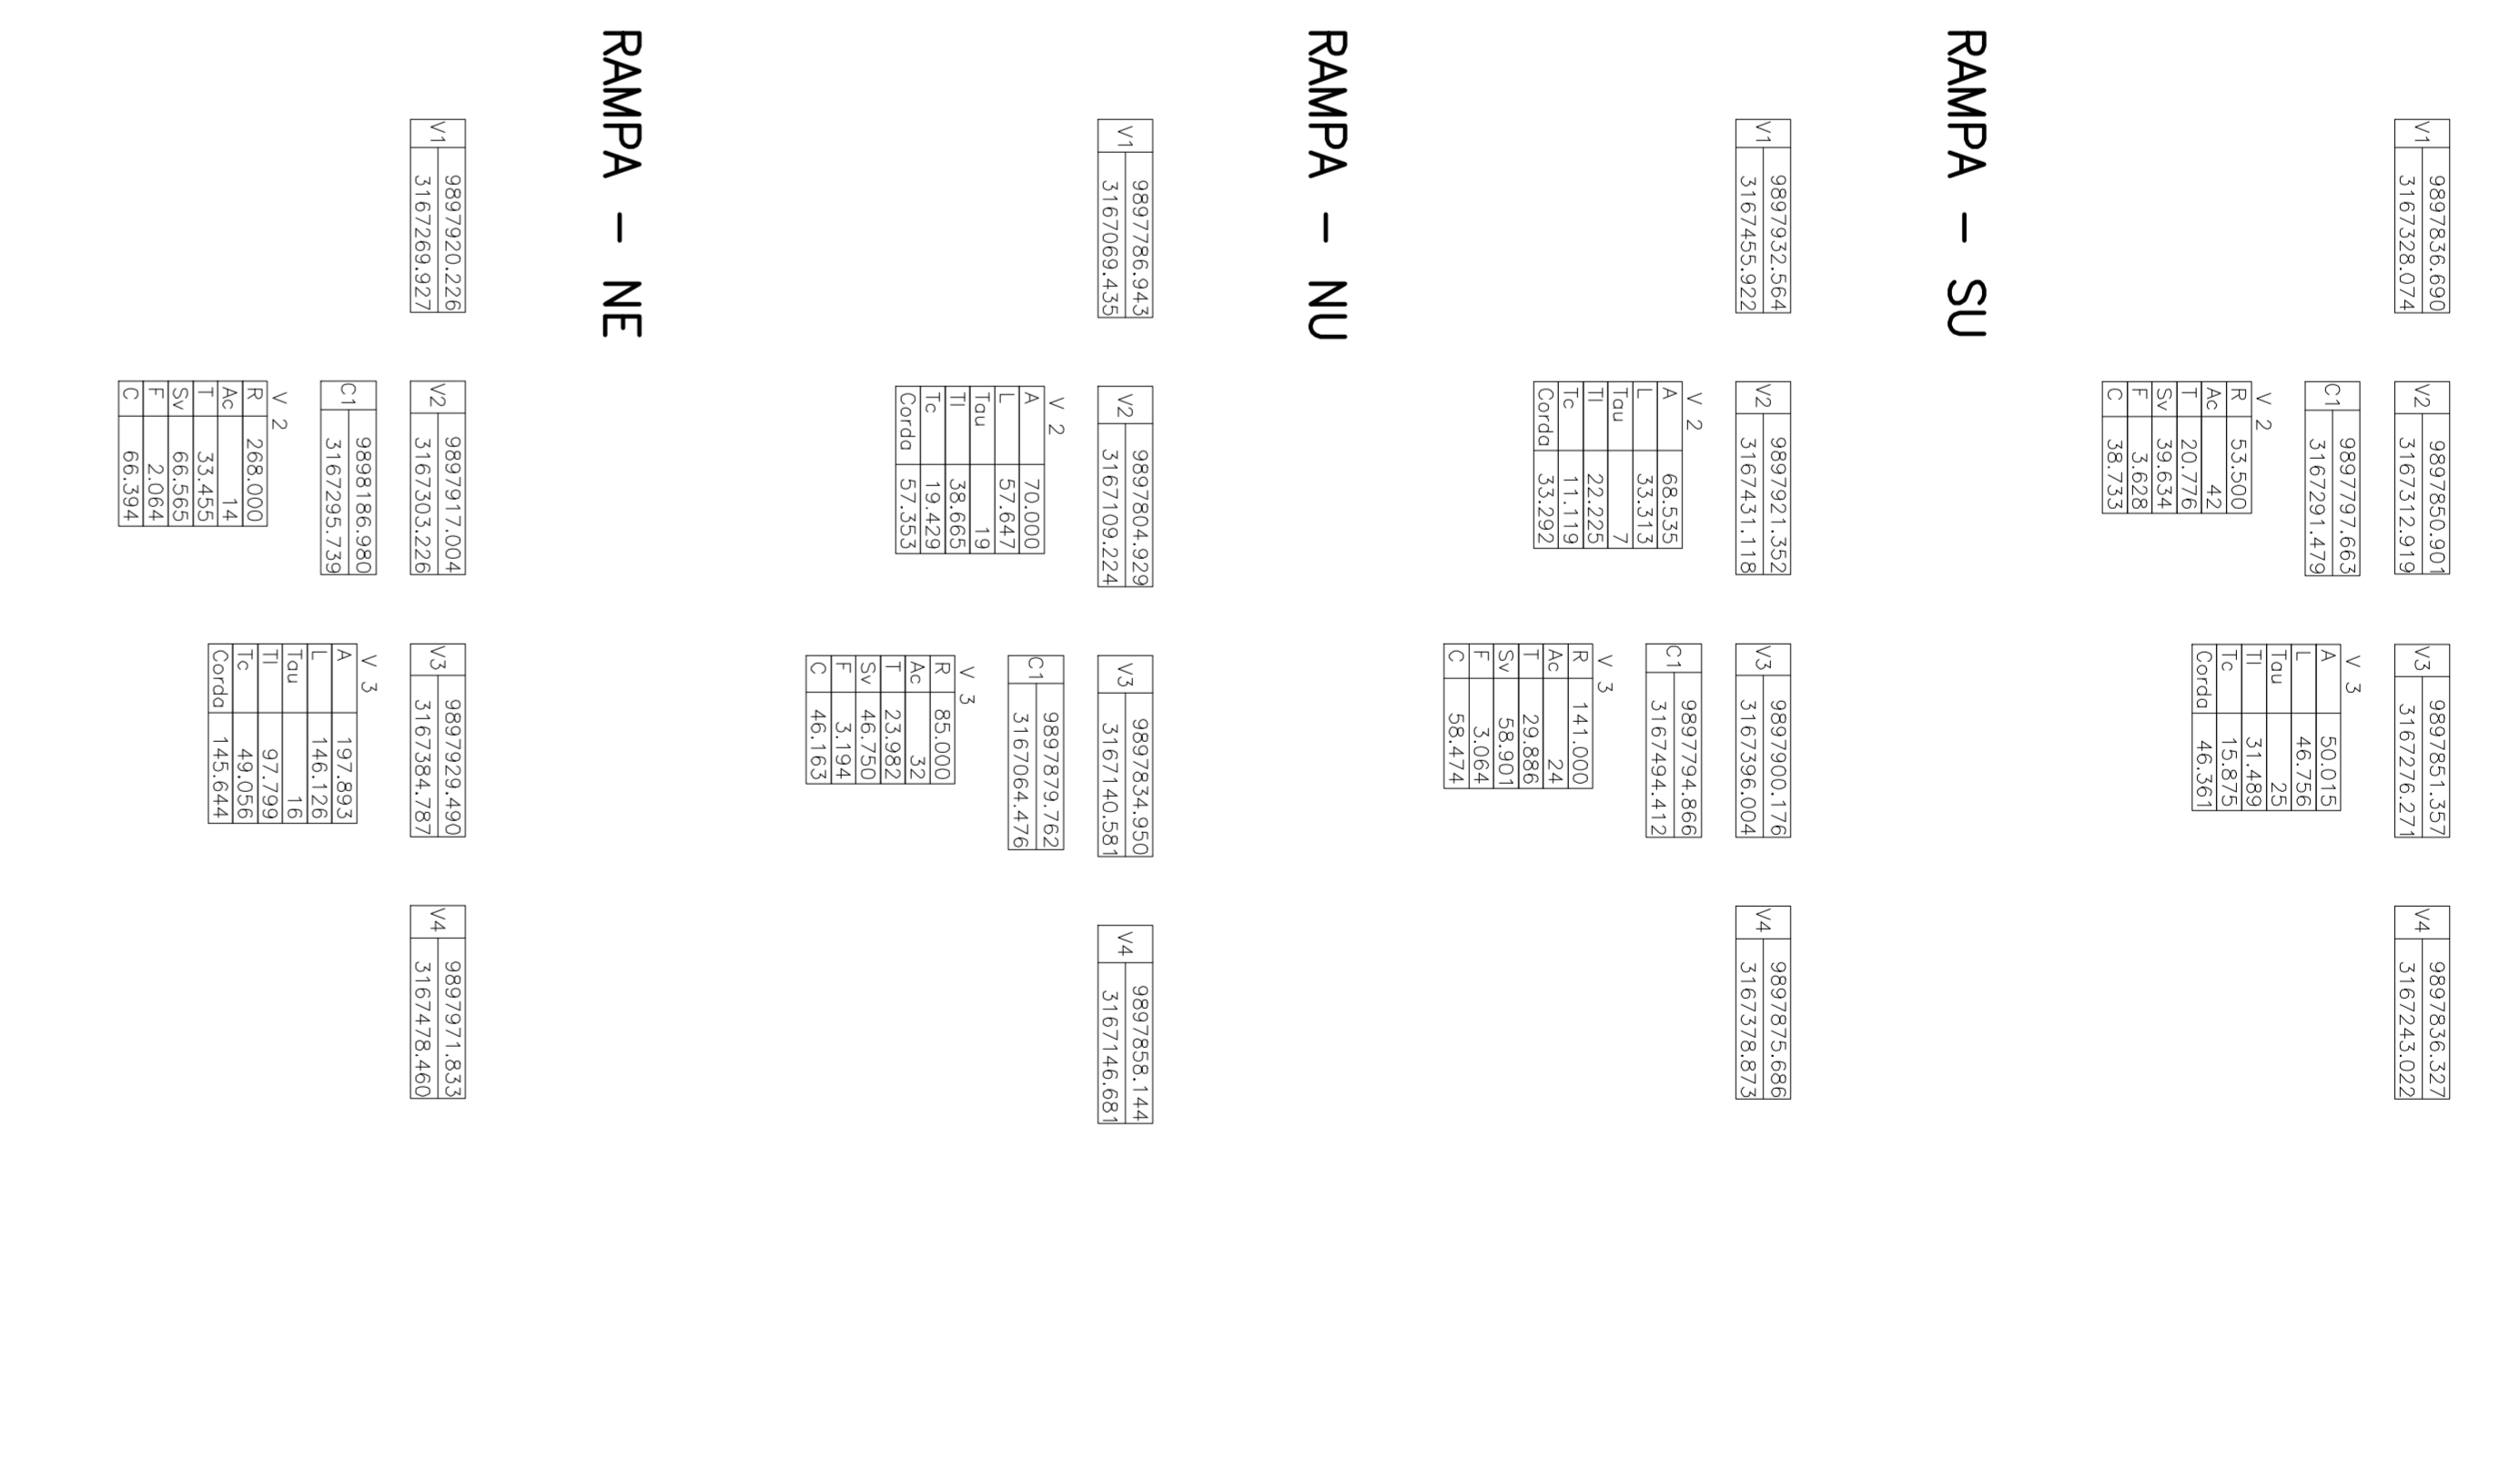 V1 9897836.690
3167328.074
V2 9897850.901
3167312.919
V3 9897851.357
3167276.271
V4 9897836.327
3167243.022
C1 9897797.663
3167291.479
V 2
R 53.500
Ac 42
T 20.776
Sv 39.634
F 3.628
C 38.733
V 3
A 50.015
L 46.756
Tau 25
Tl 31.489
Tc 15.875
Corda 46.361
RAMPA - SU
V1 9897932.564
3167455.922
V2 9897921.352
3167431.118
V3 9897900.176
3167396.004
V4 9897875.686
3167378.873
V 2
A 68.535
L 33.313
Tau 7
Tl 22.225
Tc 11.119
Corda 33.292
C1 9897794.866
3167494.412
V 3
R 141.000
Ac 24
T 29.886
Sv 58.901
F 3.064
C 58.474
RAMPA - NU
V1 9897786.943
3167069.435
V2 9897804.929
3167109.224
V3 9897834.950
3167140.581
V4 9897858.144
3167146.681
V 2
A 70.000
L 57.647
Tau 19
Tl 38.665
Tc 19.429
Corda 57.353
C1 9897879.762
3167064.476
V 3
R 85.000
Ac 32
T 23.982
Sv 46.750
F 3.194
C 46.163
RAMPA - NE
V1 9897920.226
3167269.927
V2 9897917.004
3167303.226
V3 9897929.490
3167384.787
V4 9897971.833
3167478.460
C1 9898186.980
3167295.739
V 2
R 268.000
Ac 14
T 33.455
Sv 66.565
F 2.064
C 66.394
V 3
A 197.893
L 146.126
Tau 16
Tl 97.799
Tc 49.056
Corda 145.644